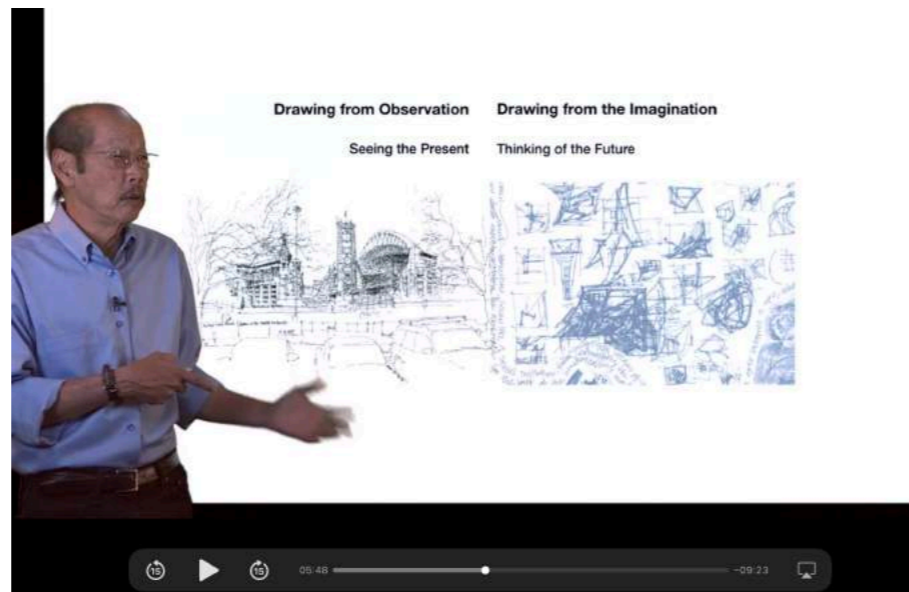 Drawing from Observation
Drawing from the Imagination
Seeing the Present
Thinking of the Future
15
15
05:48
-09:23